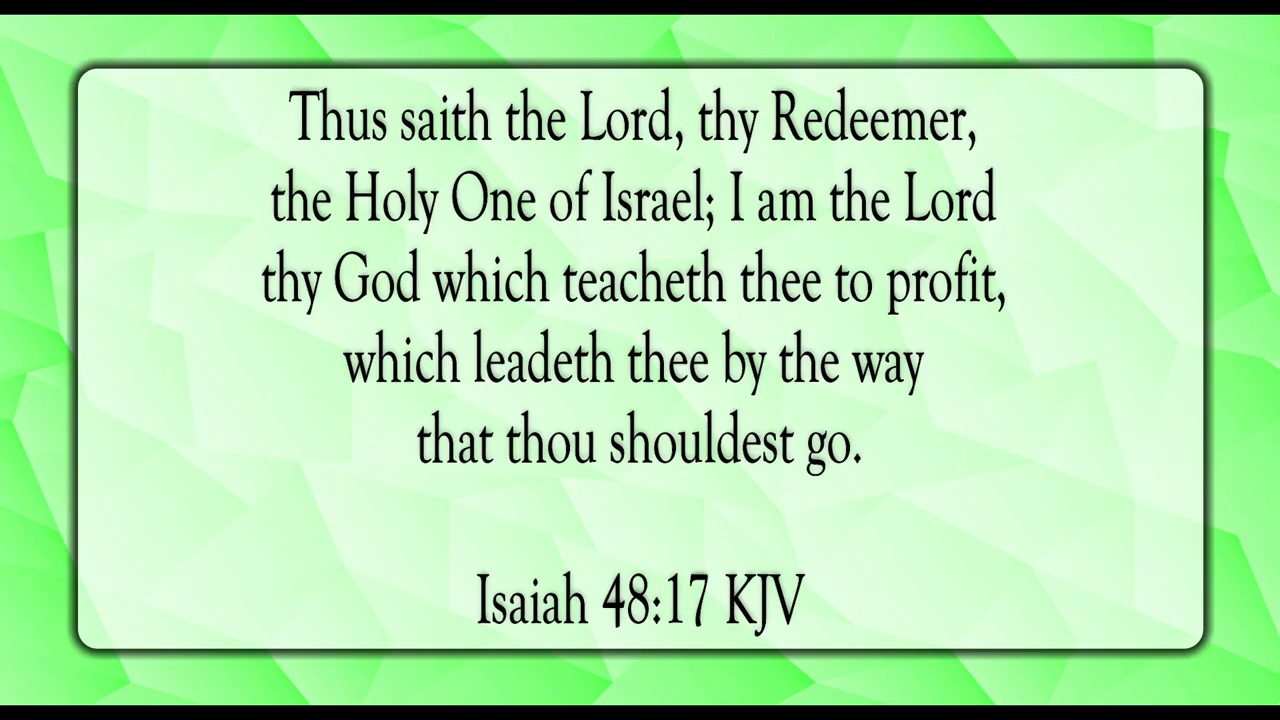 Thus saith the Lord, thy Redeemer,
the Holy One of Israel; I am the Lord
thy God which teacheth thee to profit,
which leadeth thee by the way
that thou shouldest go.
Isaiah 48:17 KJV